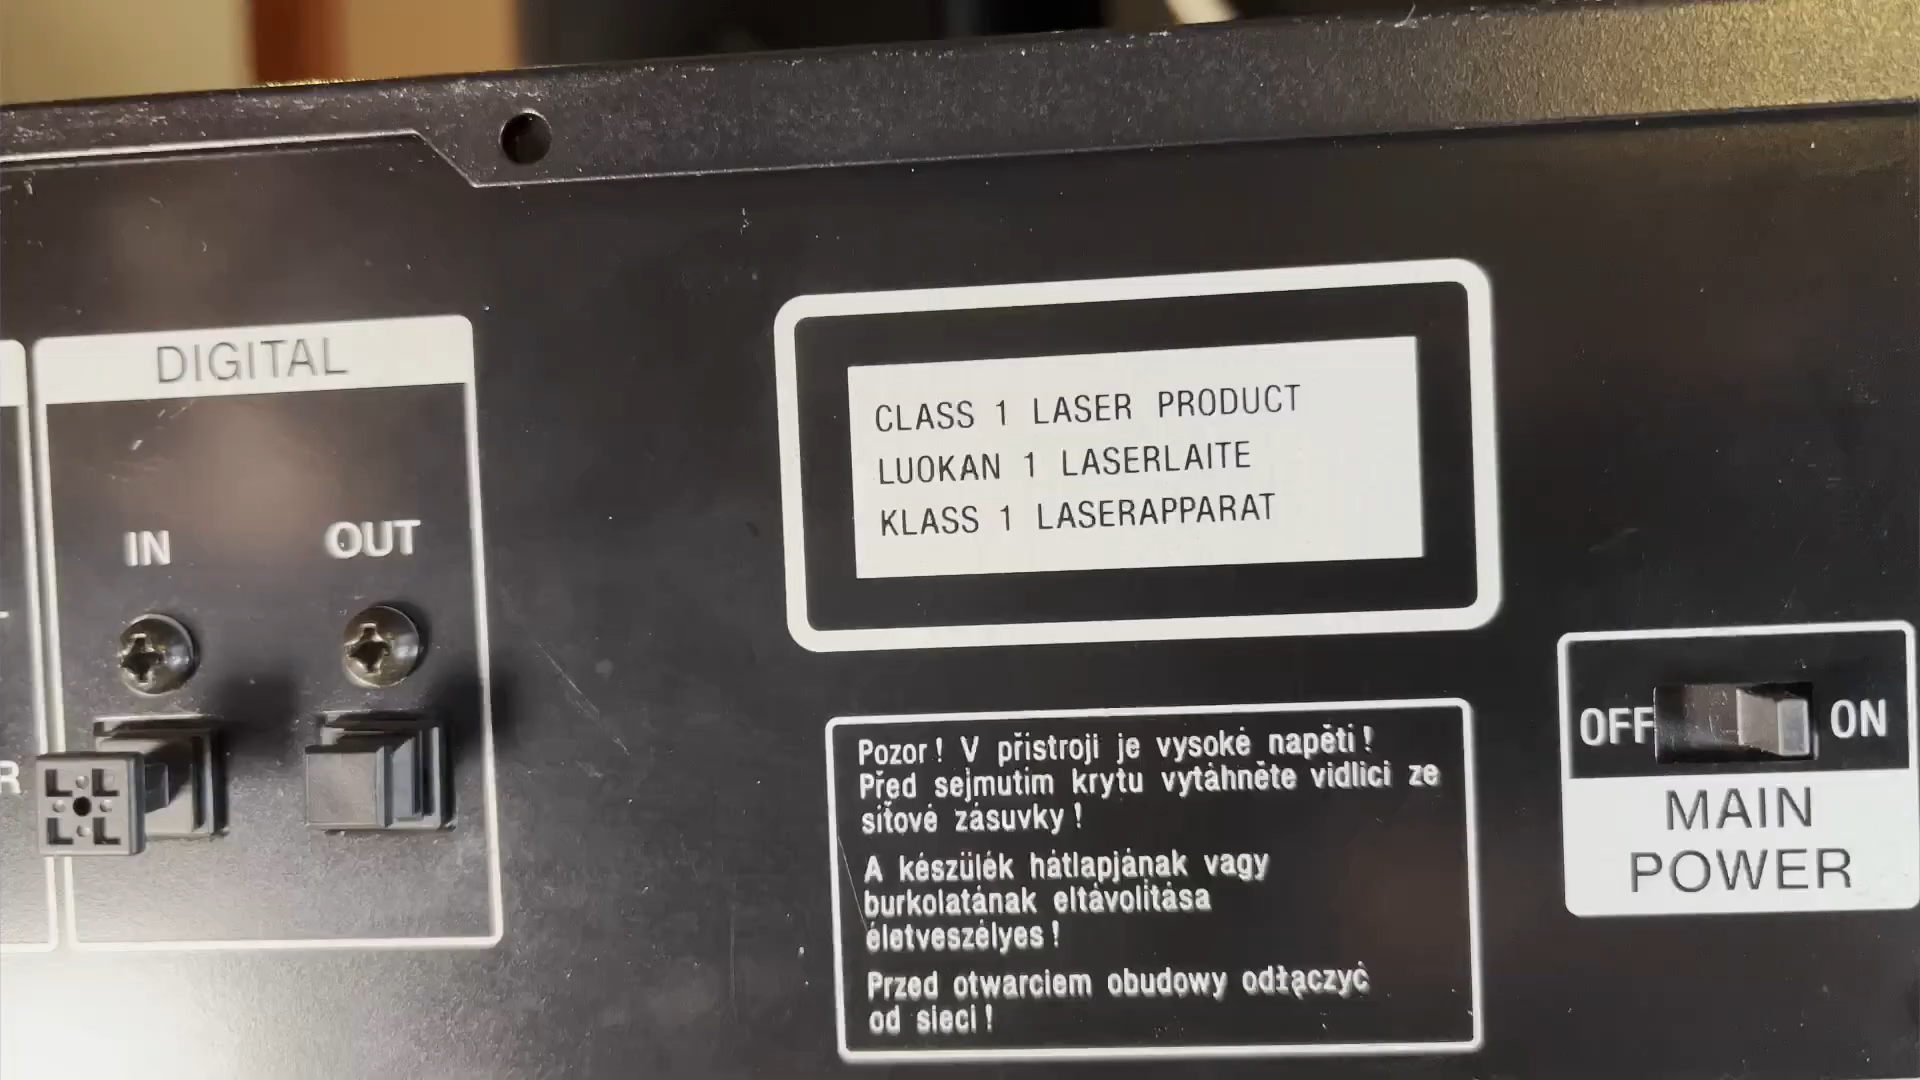 DIGITAL
IN OUT
R
CLASS 1 LASER PRODUCT
LUOKAN 1 LASERLAITE
KLASS 1 LASERAPPARAT
OFF ON
MAIN
POWER
Pozor! V přistroji je vysoké napěti!
Před sejmutim krytu vytáhněte vidlici ze
síťové zásuvky!
A készülék hátlapjának vagy
burkolatának eltávolitása
életveszélyes!
Przed otwarciem obudowy odłączyć
od sieci!